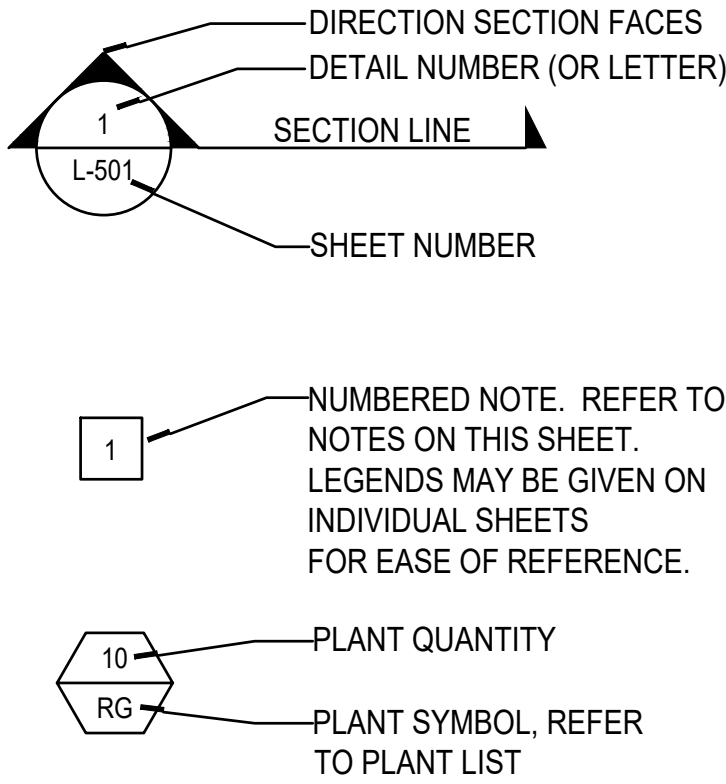 DIRECTION SECTION FACES
DETAIL NUMBER (OR LETTER)
1
SECTION LINE
L-501
SHEET NUMBER
1
NUMBERED NOTE. REFER TO
NOTES ON THIS SHEET.
LEGENDS MAY BE GIVEN ON
INDIVIDUAL SHEETS
FOR EASE OF REFERENCE.
10
PLANT QUANTITY
RG
PLANT SYMBOL, REFER
TO PLANT LIST